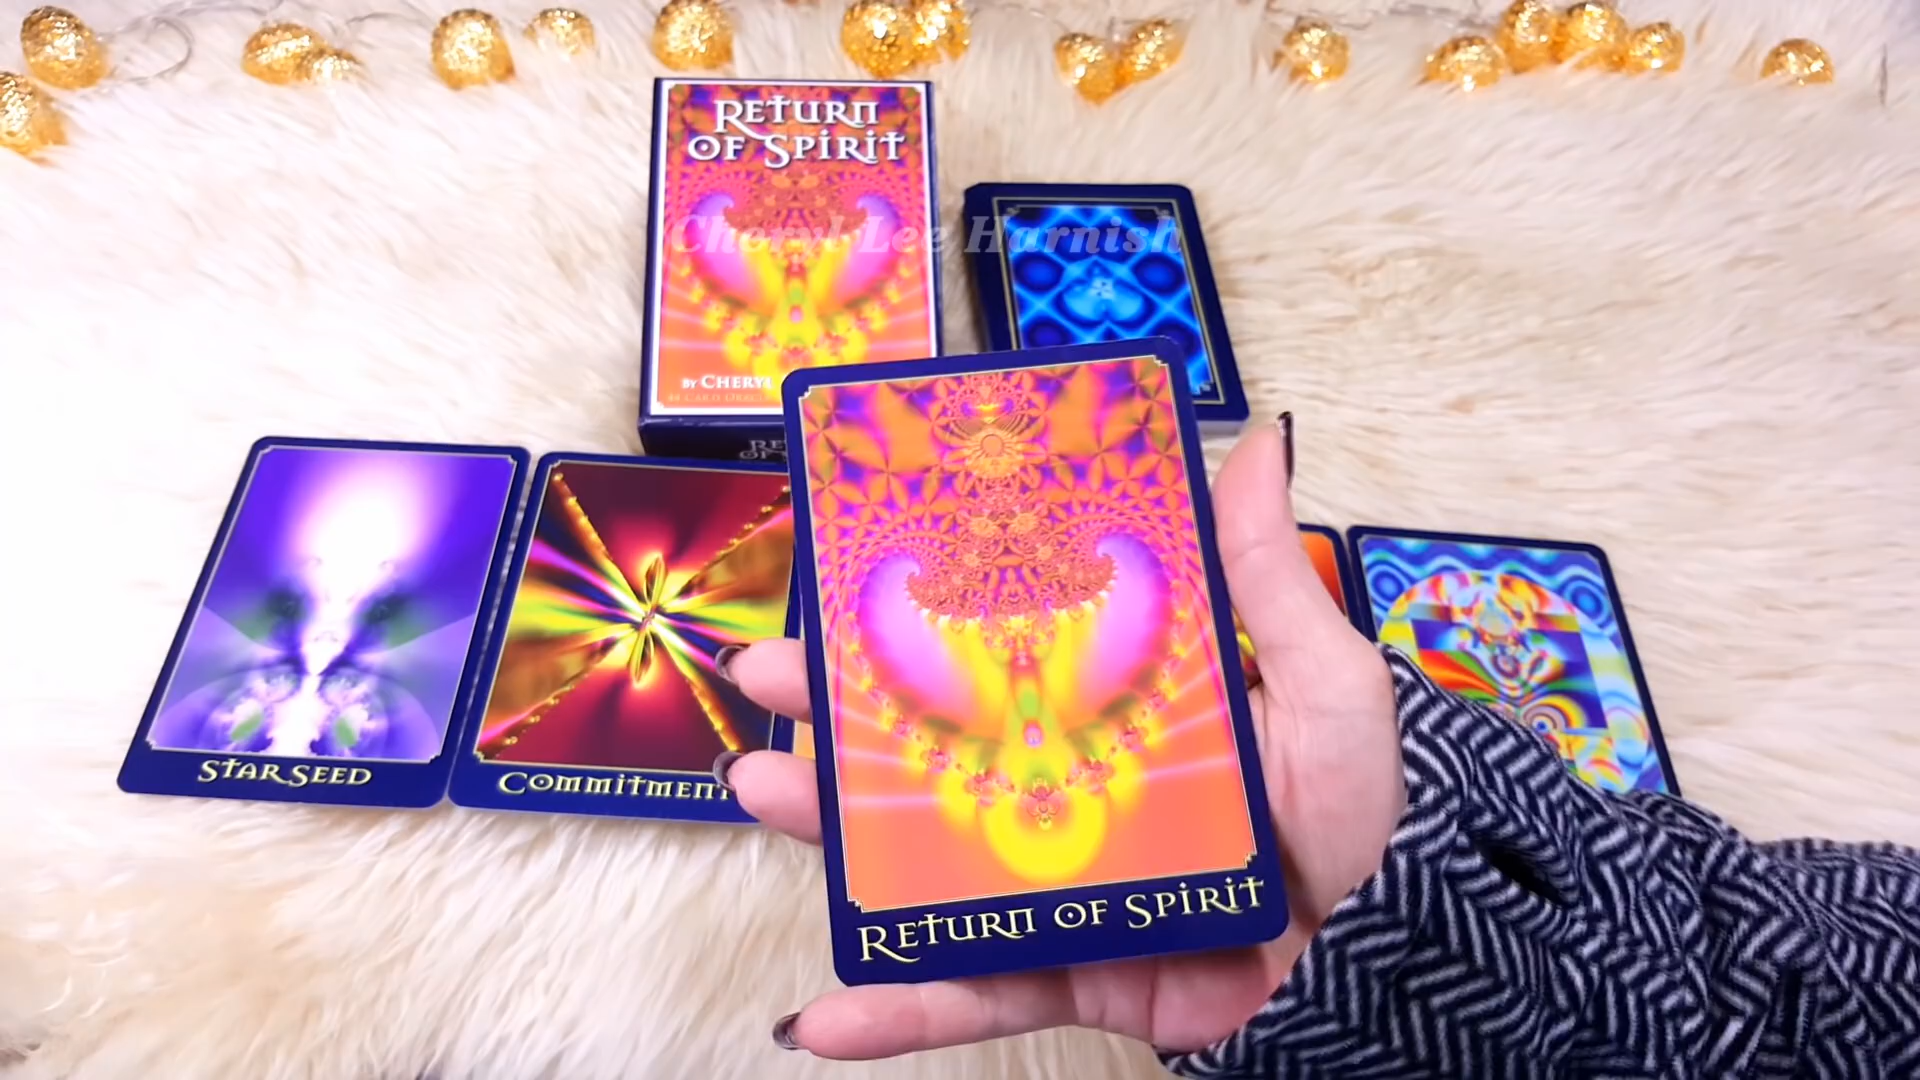 RETURN
OF SPIRIT
Cheryl Lee Harnish
BY CHERYL
STAR SEED
COMMITMENT
RETURN OF SPIRIT